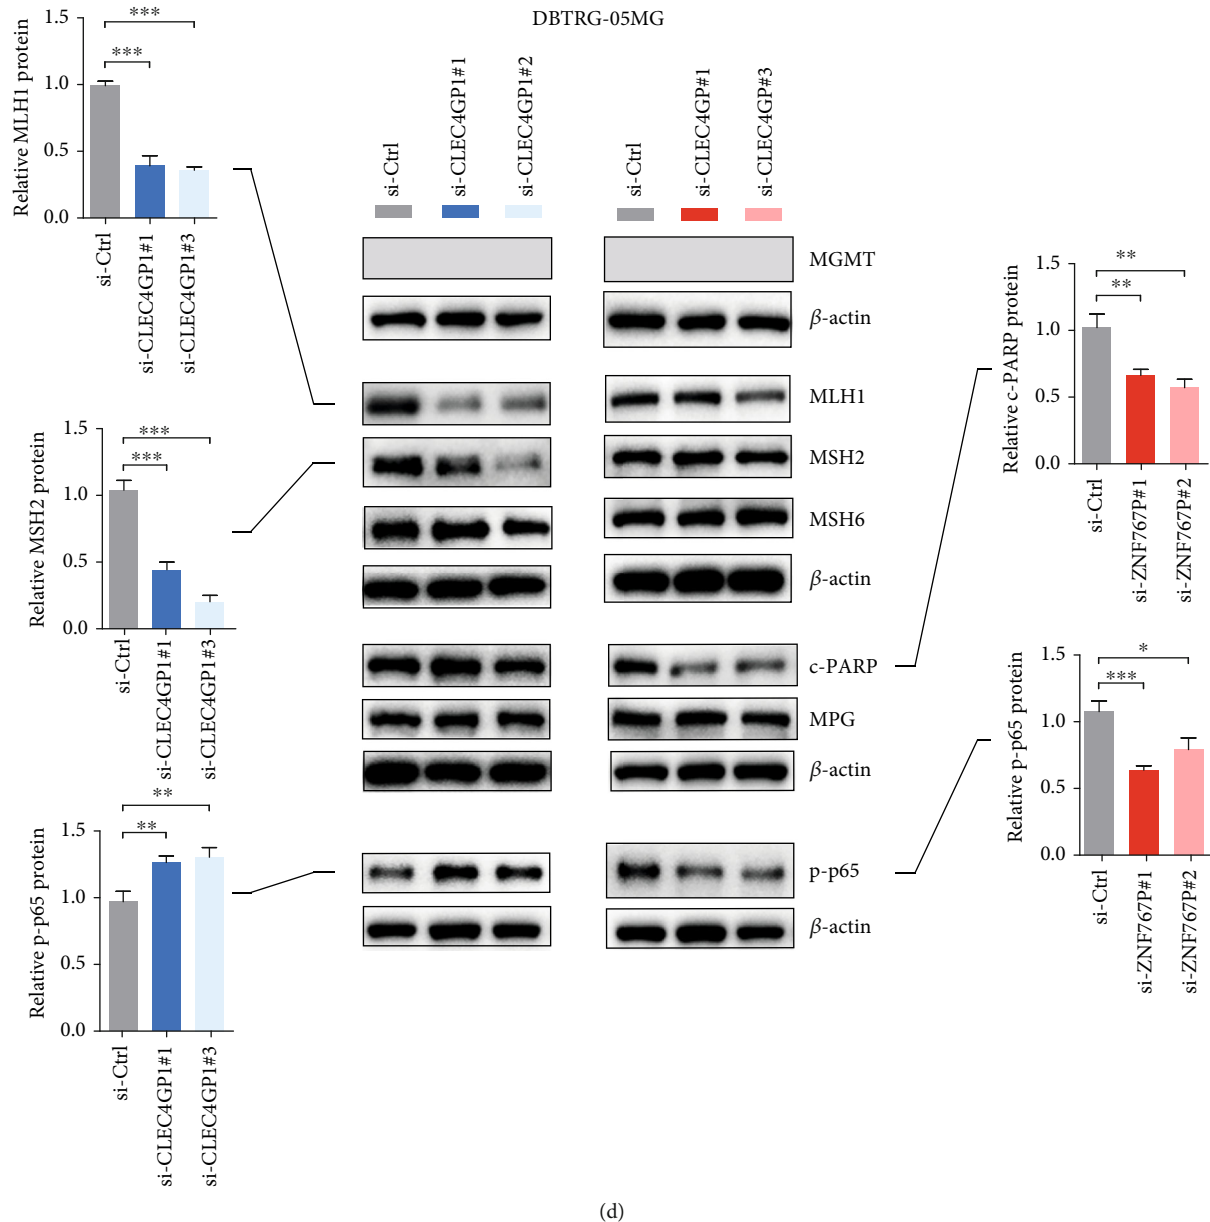 DBTRG-05MG
Relative MLH1 protein
1.5
1.0
0.5
0.0
***
***
si-Ctrl
si-CLEC4GP1#1
si-CLEC4GP1#3
Relative MSH2 protein
1.5
1.0
0.5
0.0
***
***
si-Ctrl
si-CLEC4GP1#1
si-CLEC4GP1#3
Relative p-p65 protein
1.5
1.0
0.5
0.0
**
**
si-Ctrl
si-CLEC4GP1#1
si-CLEC4GP1#3
si-Ctrl
si-CLEC4GP1#1
si-CLEC4GP1#2
si-Ctrl
si-CLEC4GP#1
si-CLEC4GP#3
MGMT
β-actin
MLH1
MSH2
MSH6
β-actin
c-PARP
MPG
β-actin
p-p65
β-actin
Relative c-PARP protein
1.5
1.0
0.5
0.0
**
**
si-Ctrl
si-ZNF767P#1
si-ZNF767P#2
Relative p-p65 protein
1.5
1.0
0.5
0.0
*
***
si-Ctrl
si-ZNF767P#1
si-ZNF767P#2
(d)